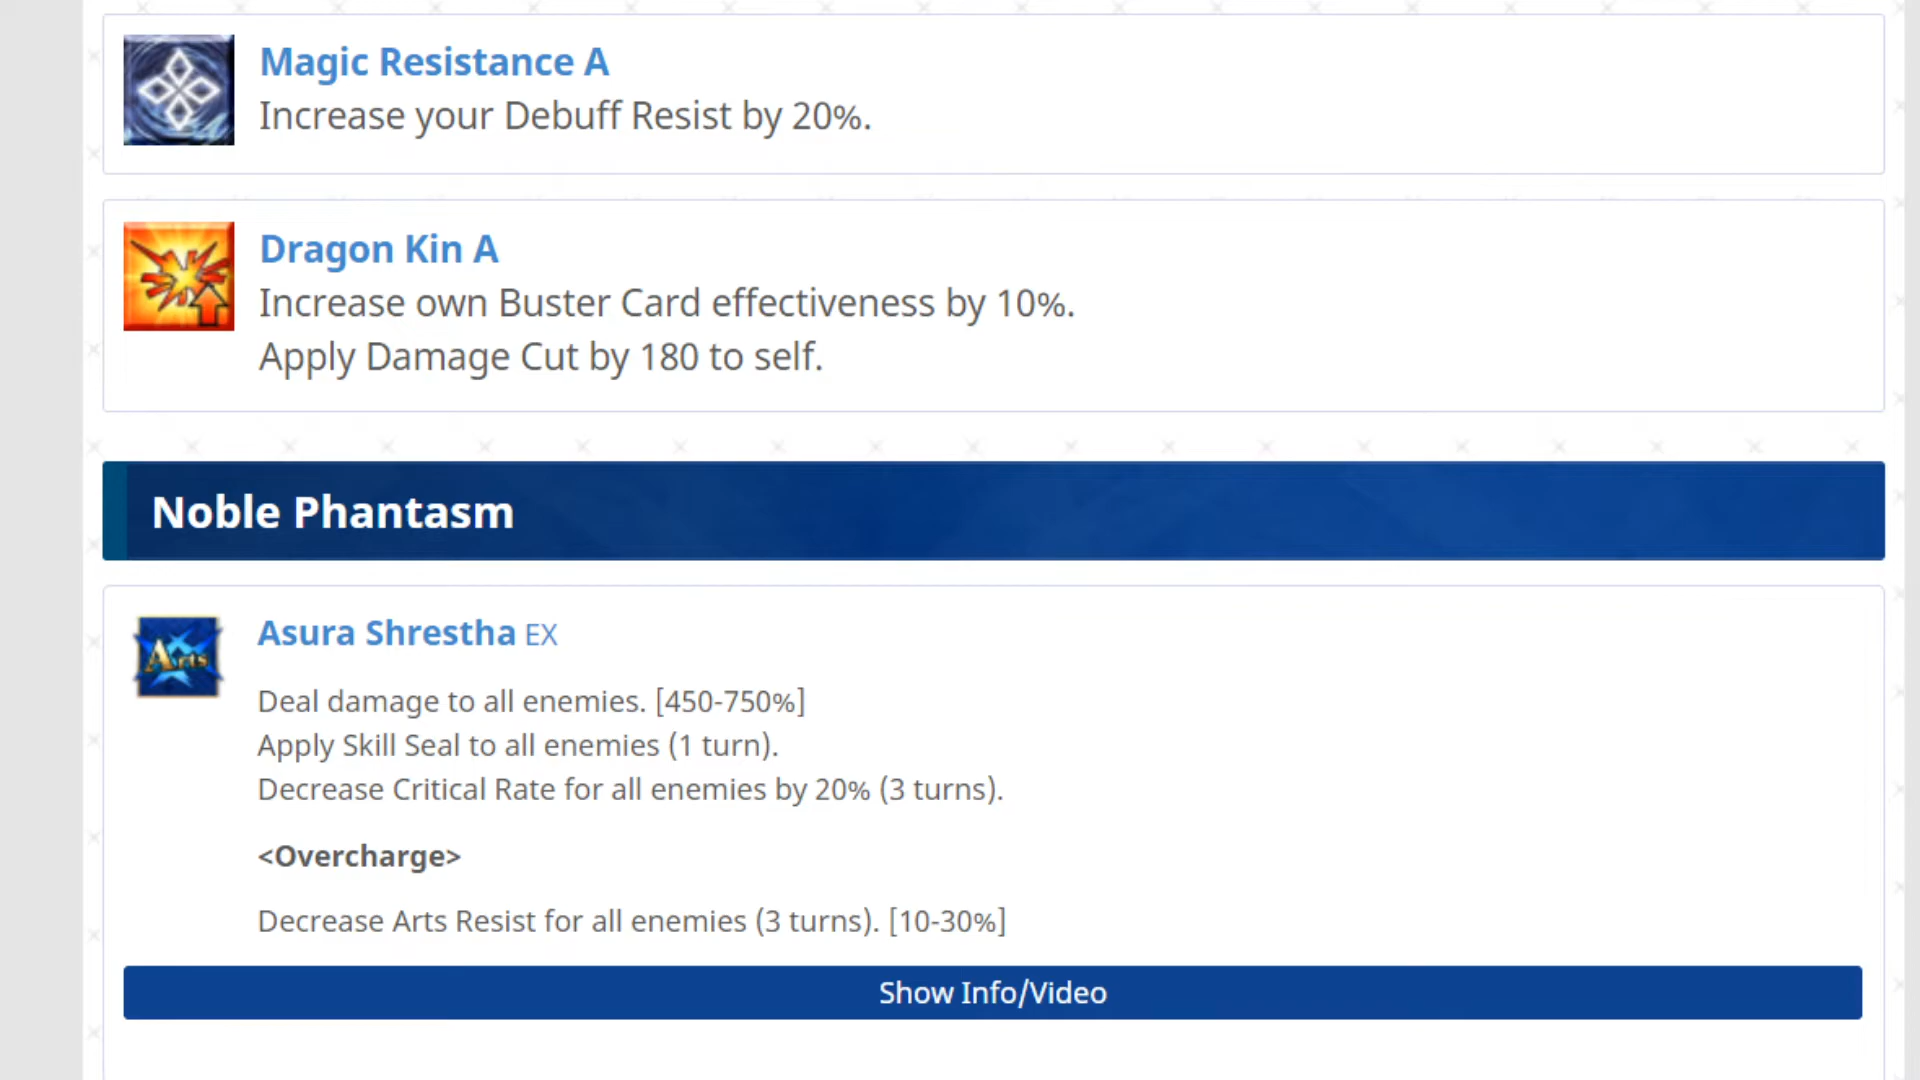 Magic Resistance A
Increase your Debuff Resist by 20%.
Dragon Kin A
Increase own Buster Card effectiveness by 10%.
Apply Damage Cut by 180 to self.
Noble Phantasm
Arts
Asura Shrestha EX
Deal damage to all enemies. [450-750%]
Apply Skill Seal to all enemies (1 turn).
Decrease Critical Rate for all enemies by 20% (3 turns).
<Overcharge>
Decrease Arts Resist for all enemies (3 turns). [10-30%]
Show Info/Video